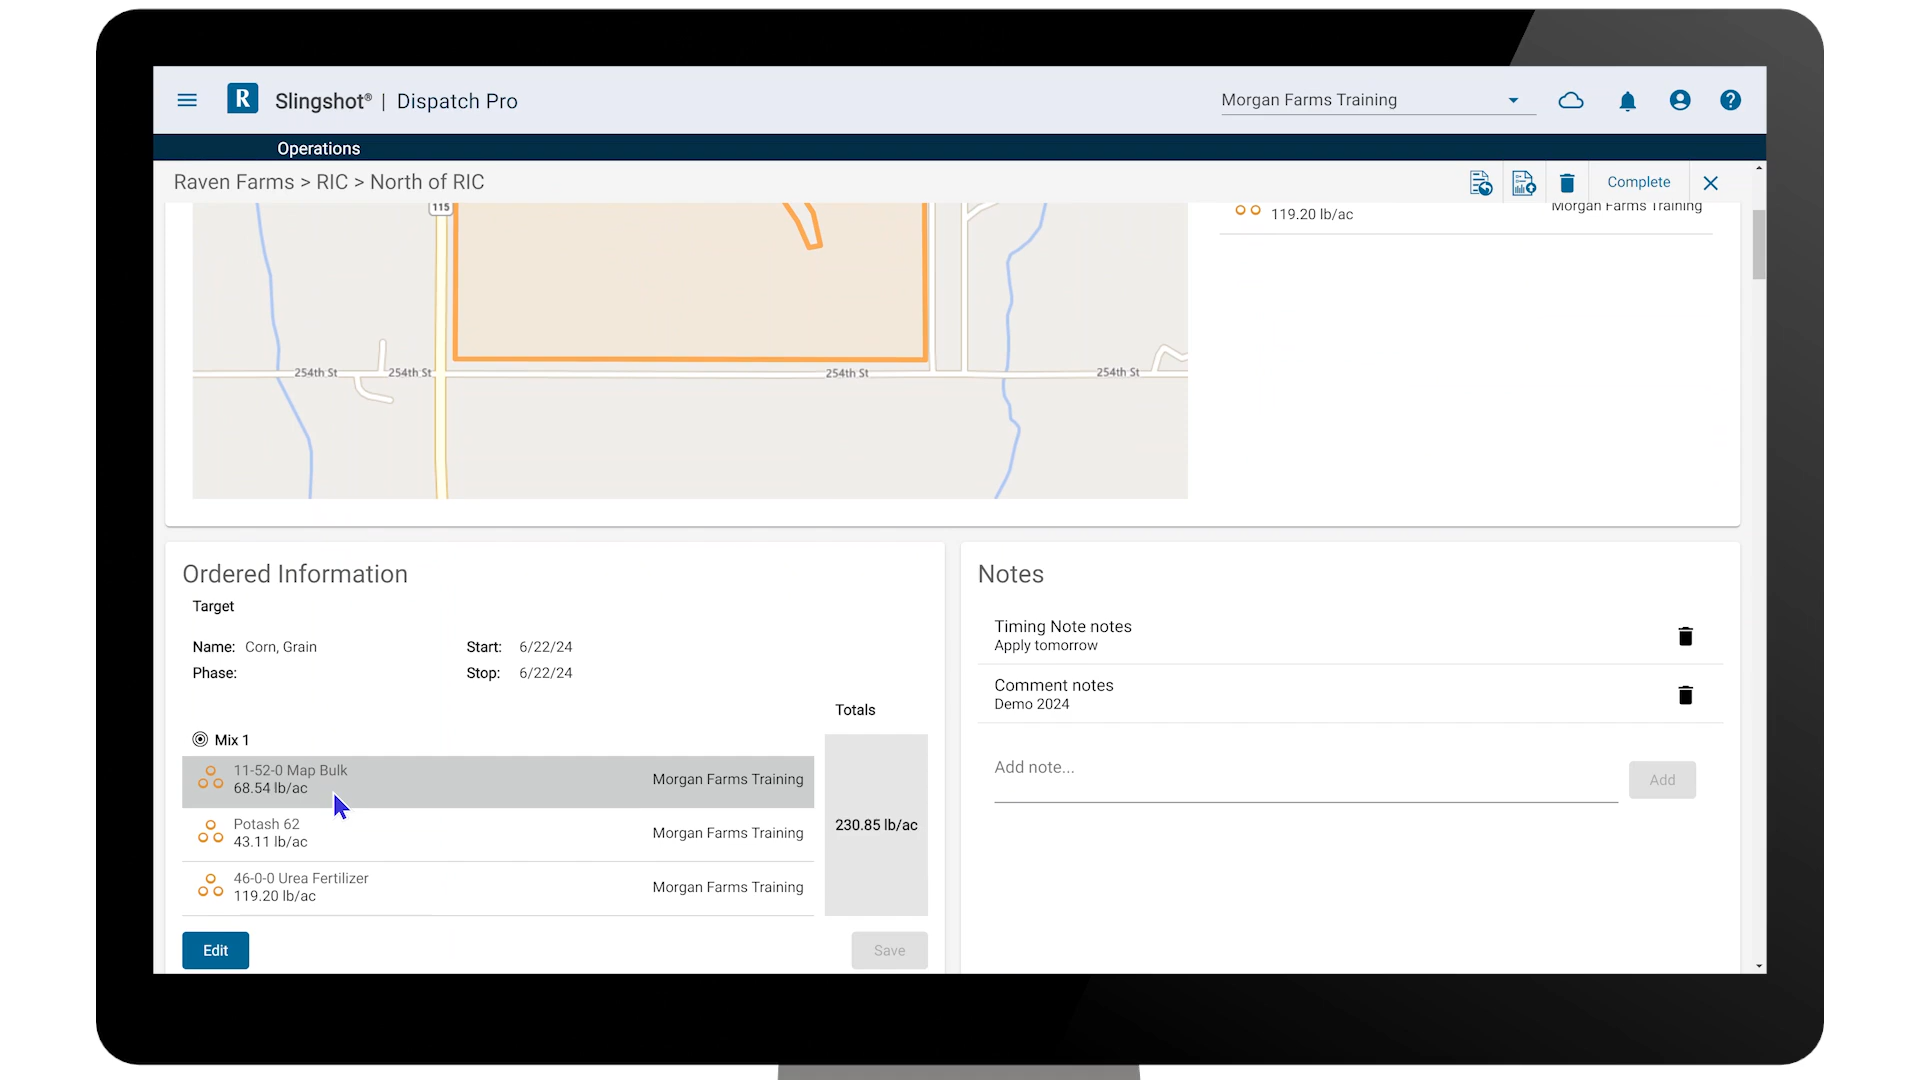 R Slingshot® | Dispatch Pro
Morgan Farms Training
Operations
Raven Farms > RIC > North of RIC
Complete
115
254th St
254th St
254th St
254th St
119.20 lb/ac
Morgan Farms Training
Ordered Information
Target
Name: Corn, Grain
Start: 6/22/24
Phase:
Stop: 6/22/24
Totals
Mix 1
11-52-0 Map Bulk
68.54 lb/ac
Morgan Farms Training
Potash 62
43.11 lb/ac
Morgan Farms Training
46-0-0 Urea Fertilizer
119.20 lb/ac
Morgan Farms Training
230.85 lb/ac
Edit
Save
Notes
Timing Note notes
Apply tomorrow
Comment notes
Demo 2024
Add note...
Add